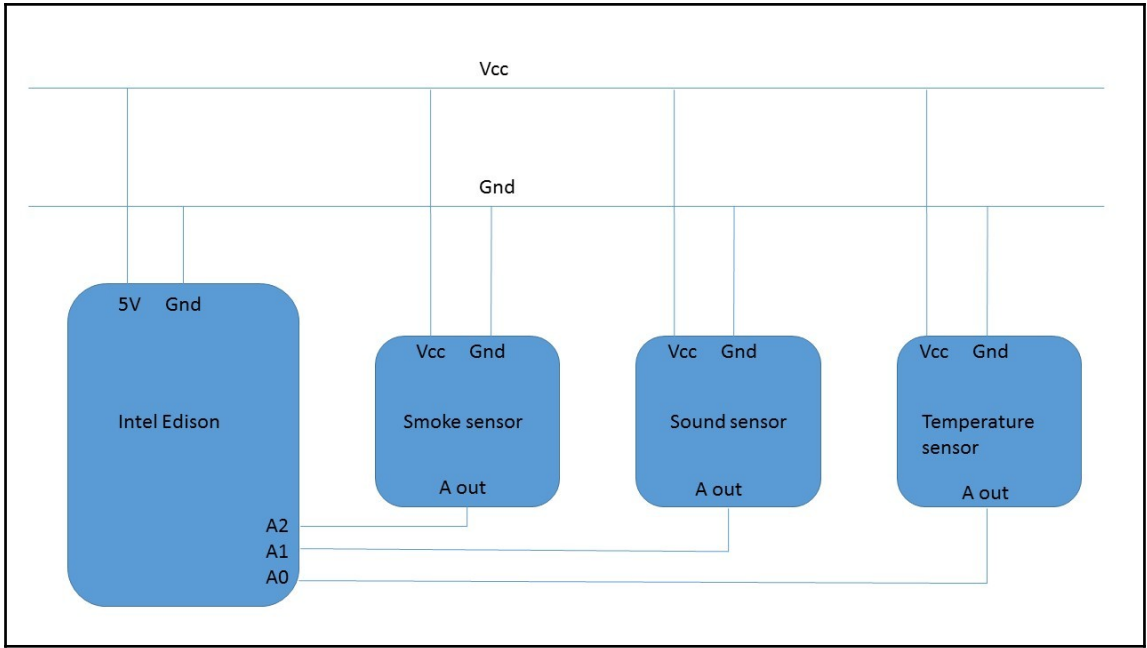 Vcc
Gnd
5V Gnd
Intel Edison
A2
A1
A0
Vcc Gnd
Smoke sensor
A out
Vcc Gnd
Sound sensor
A out
Vcc Gnd
Temperature
sensor
A out